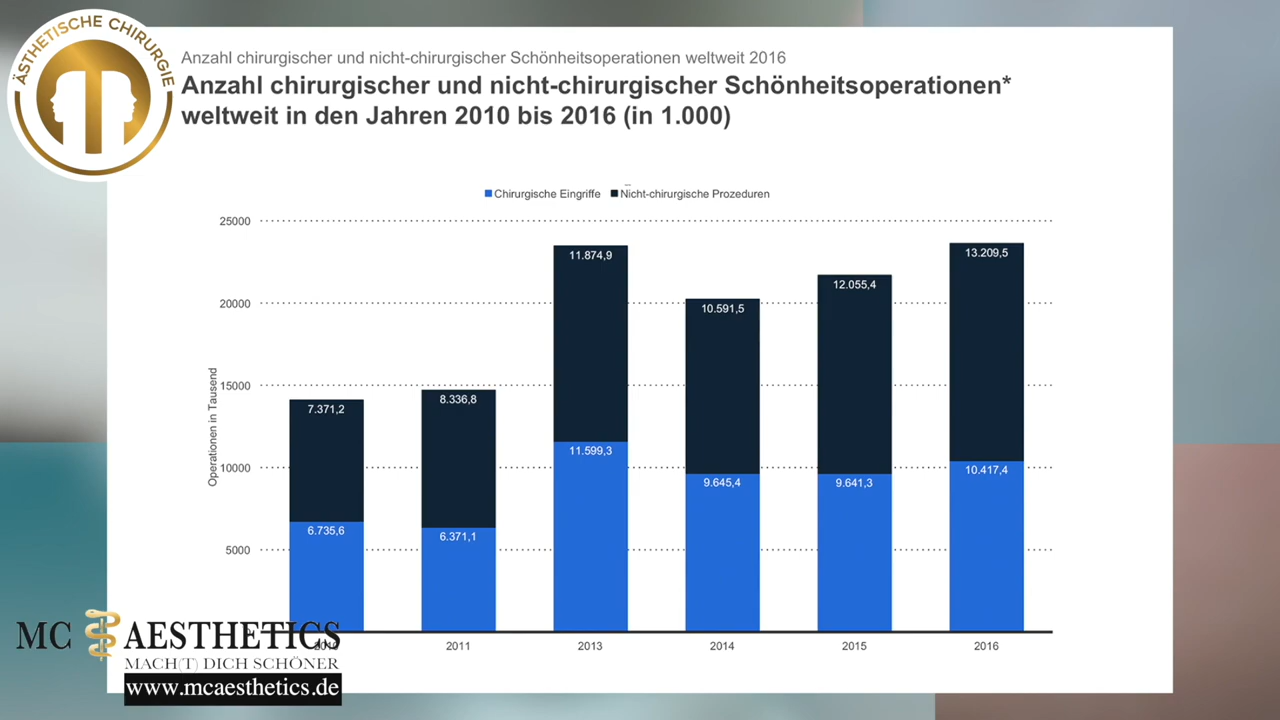 ÄSTHETISCHE CHIRURGIE
Anzahl chirurgischer und nicht-chirurgischer Schönheitsoperationen weltweit 2016
Anzahl chirurgischer und nicht-chirurgischer Schönheitsoperationen*
weltweit in den Jahren 2010 bis 2016 (in 1.000)
Chirurgische Eingriffe Nicht-chirurgische Prozeduren
Operationen in Tausend
25000
20000
15000
10000
5000
7.371,2
6.735,6
8.336,8
6.371,1
11.874,9
11.599,3
10.591,5
9.645,4
12.055,4
9.641,3
13.209,5
10.417,4
2010 2011 2013 2014 2015 2016
MC AESTHETICS
MACH(T) DICH SCHÖNER
www.mcaesthetics.de